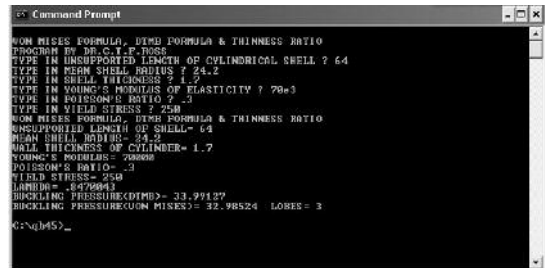 Command Prompt
VON MISES FORMULA, DTMB FORMULA & THINNESS RATIO
PROGRAM BY DR.C.T.F.ROSS
TYPE IN UNSUPPORTED LENGTH OF CYLINDRICAL SHELL ? 64
TYPE IN MEAN SHELL RADIUS ? 24.2
TYPE IN SHELL THICKNESS ? 1.7
TYPE IN YOUNG'S MODULUS OF ELASTICITY ? 70e3
TYPE IN POISSON'S RATIO ? .3
TYPE IN YIELD STRESS ? 250
VON MISES FORMULA, DTMB FORMULA & THINNESS RATIO
UNSUPPORTED LENGTH OF SHELL= 64
MEAN SHELL RADIUS= 24.2
WALL THICKNESS OF CYLINDER= 1.7
YOUNG'S MODULUS= 70000
POISSON'S RATIO= .3
YIELD STRESS= 250
LAMBDA= .8470043
BUCKLING PRESSURE(DTMB)= 33.99127
BUCKLING PRESSURE(VON MISES)= 32.98524 LOBES= 3
C:\qb45>_